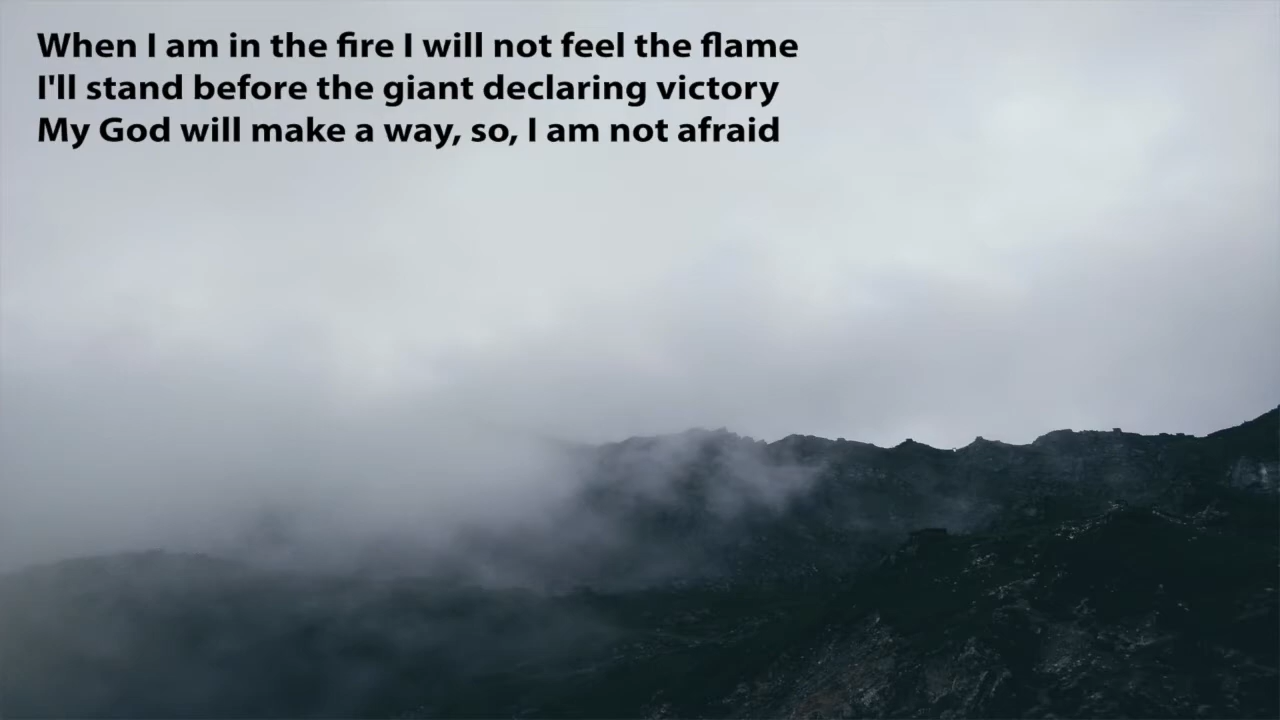 When I am in the fire I will not feel the flame
I'll stand before the giant declaring victory
My God will make a way, so, I am not afraid